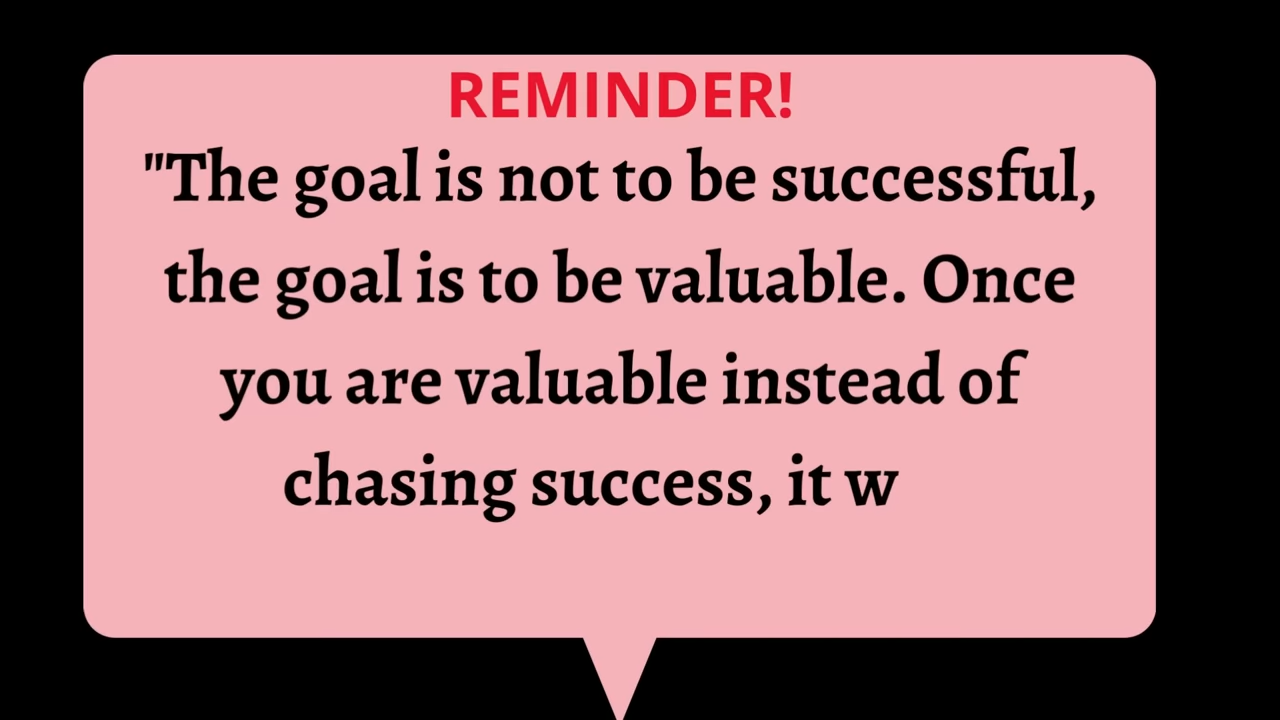 REMINDER!
"The goal is not to be successful,
the goal is to be valuable. Once
you are valuable instead of
chasing success, it w